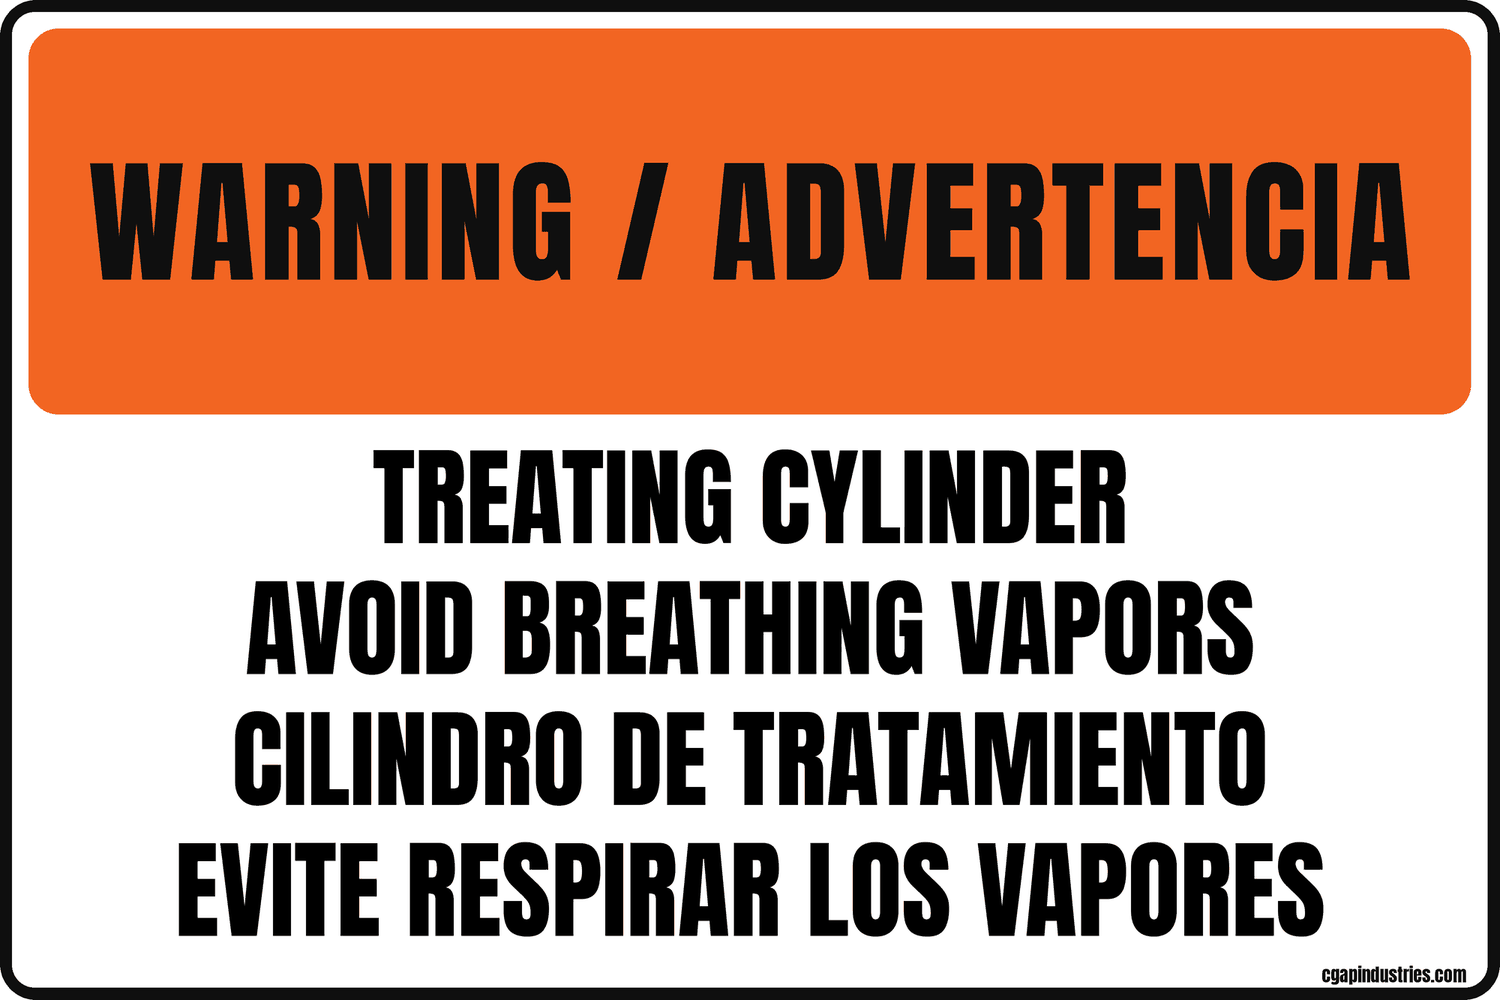 WARNING / ADVERTENCIA
TREATING CYLINDER
AVOID BREATHING VAPORS
CILINDRO DE TRATAMIENTO
EVITE RESPIRAR LOS VAPORES
cgapindustries.com